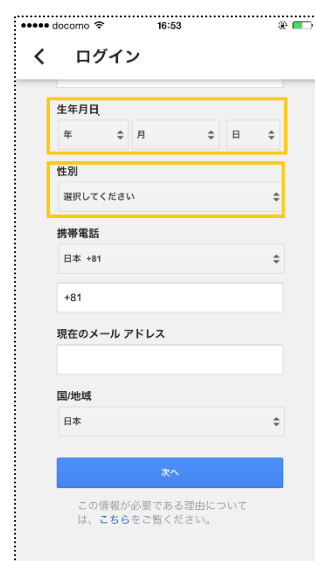 docomo 16:53
ログイン
生年月日
年 月 日
性別
選択してください
携帯電話
日本 +81
+81
現在のメール アドレス
国/地域
日本
次へ
この情報が必要である理由について
は、こちらをご覧ください。